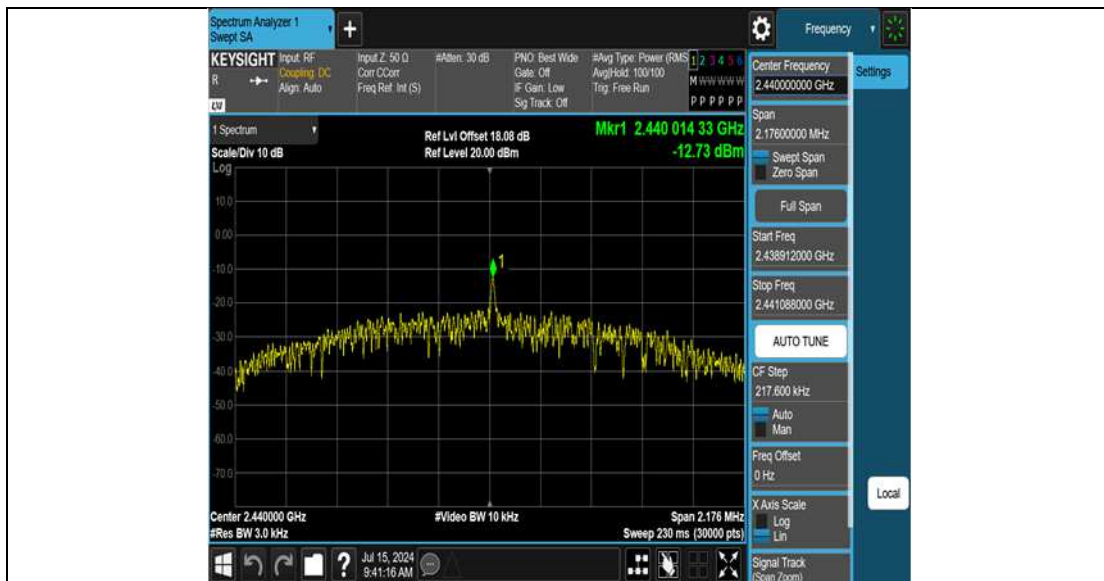 Spectrum Analyzer 1
Swept SA
+
Frequency
KEYSIGHT
R
Input: RF
Coupling: DC
Align: Auto
Input Z: 50 Ω
Corr CCorr
Freq Ref: Int (S)
#Atten: 30 dB
PNO: Best Wide
Gate: Off
IF Gain: Low
Sig Track: Off
#Avg Type: Power (RMS
Avg|Hold: 100/100
Trig: Free Run
1 2 3 4 5 6
M W W W W W
P P P P P P
1 Spectrum
Scale/Div 10 dB
Ref Lvl Offset 18.08 dB
Ref Level 20.00 dBm
Mkr1 2.440 014 33 GHz
-12.73 dBm
Log
10.0
0.00
-10.0
-20.0
-30.0
-40.0
-50.0
-60.0
-70.0
1
Center 2.440000 GHz
#Res BW 3.0 kHz
#Video BW 10 kHz
Span 2.176 MHz
Sweep 230 ms (30000 pts)
Center Frequency
2.440000000 GHz
Settings
Span
2.17600000 MHz
Swept Span
Zero Span
Full Span
Start Freq
2.438912000 GHz
Stop Freq
2.441088000 GHz
AUTO TUNE
CF Step
217.600 kHz
Auto
Man
Freq Offset
0 Hz
X Axis Scale
Log
Lin
Local
Signal Track
(Span Zoom)
?
Jul 15, 2024
9:41:16 AM